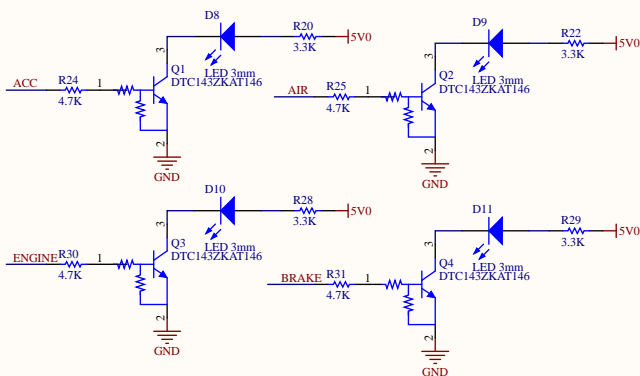 D8
R20
3.3K
5V0
3
Q1
LED 3mm
DTC143ZKAT146
ACC
R24
4.7K
1
2
GND
D9
R22
3.3K
5V0
3
Q2
LED 3mm
DTC143ZKAT146
AIR
R25
4.7K
1
2
GND
D10
R28
3.3K
5V0
3
Q3
LED 3mm
DTC143ZKAT146
ENGINE
R30
4.7K
1
2
GND
D11
R29
3.3K
5V0
3
Q4
LED 3mm
DTC143ZKAT146
BRAKE
R31
4.7K
1
2
GND